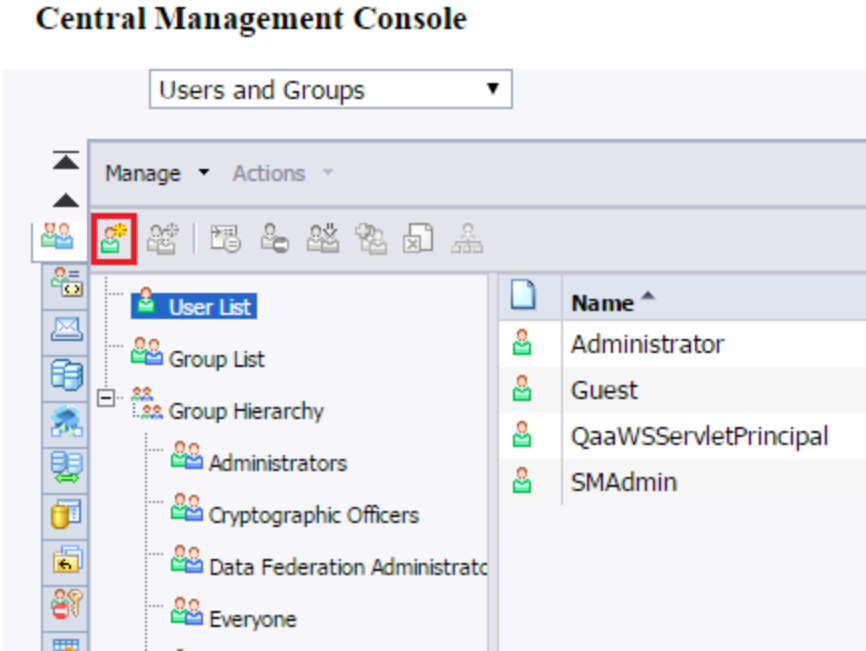 Central Management Console
Users and Groups
Manage Actions
User List
Group List
Group Hierarchy
Administrators
Cryptographic Officers
Data Federation Administratc
Everyone
Name
Administrator
Guest
QaaWSServletPrincipal
SMAdmin